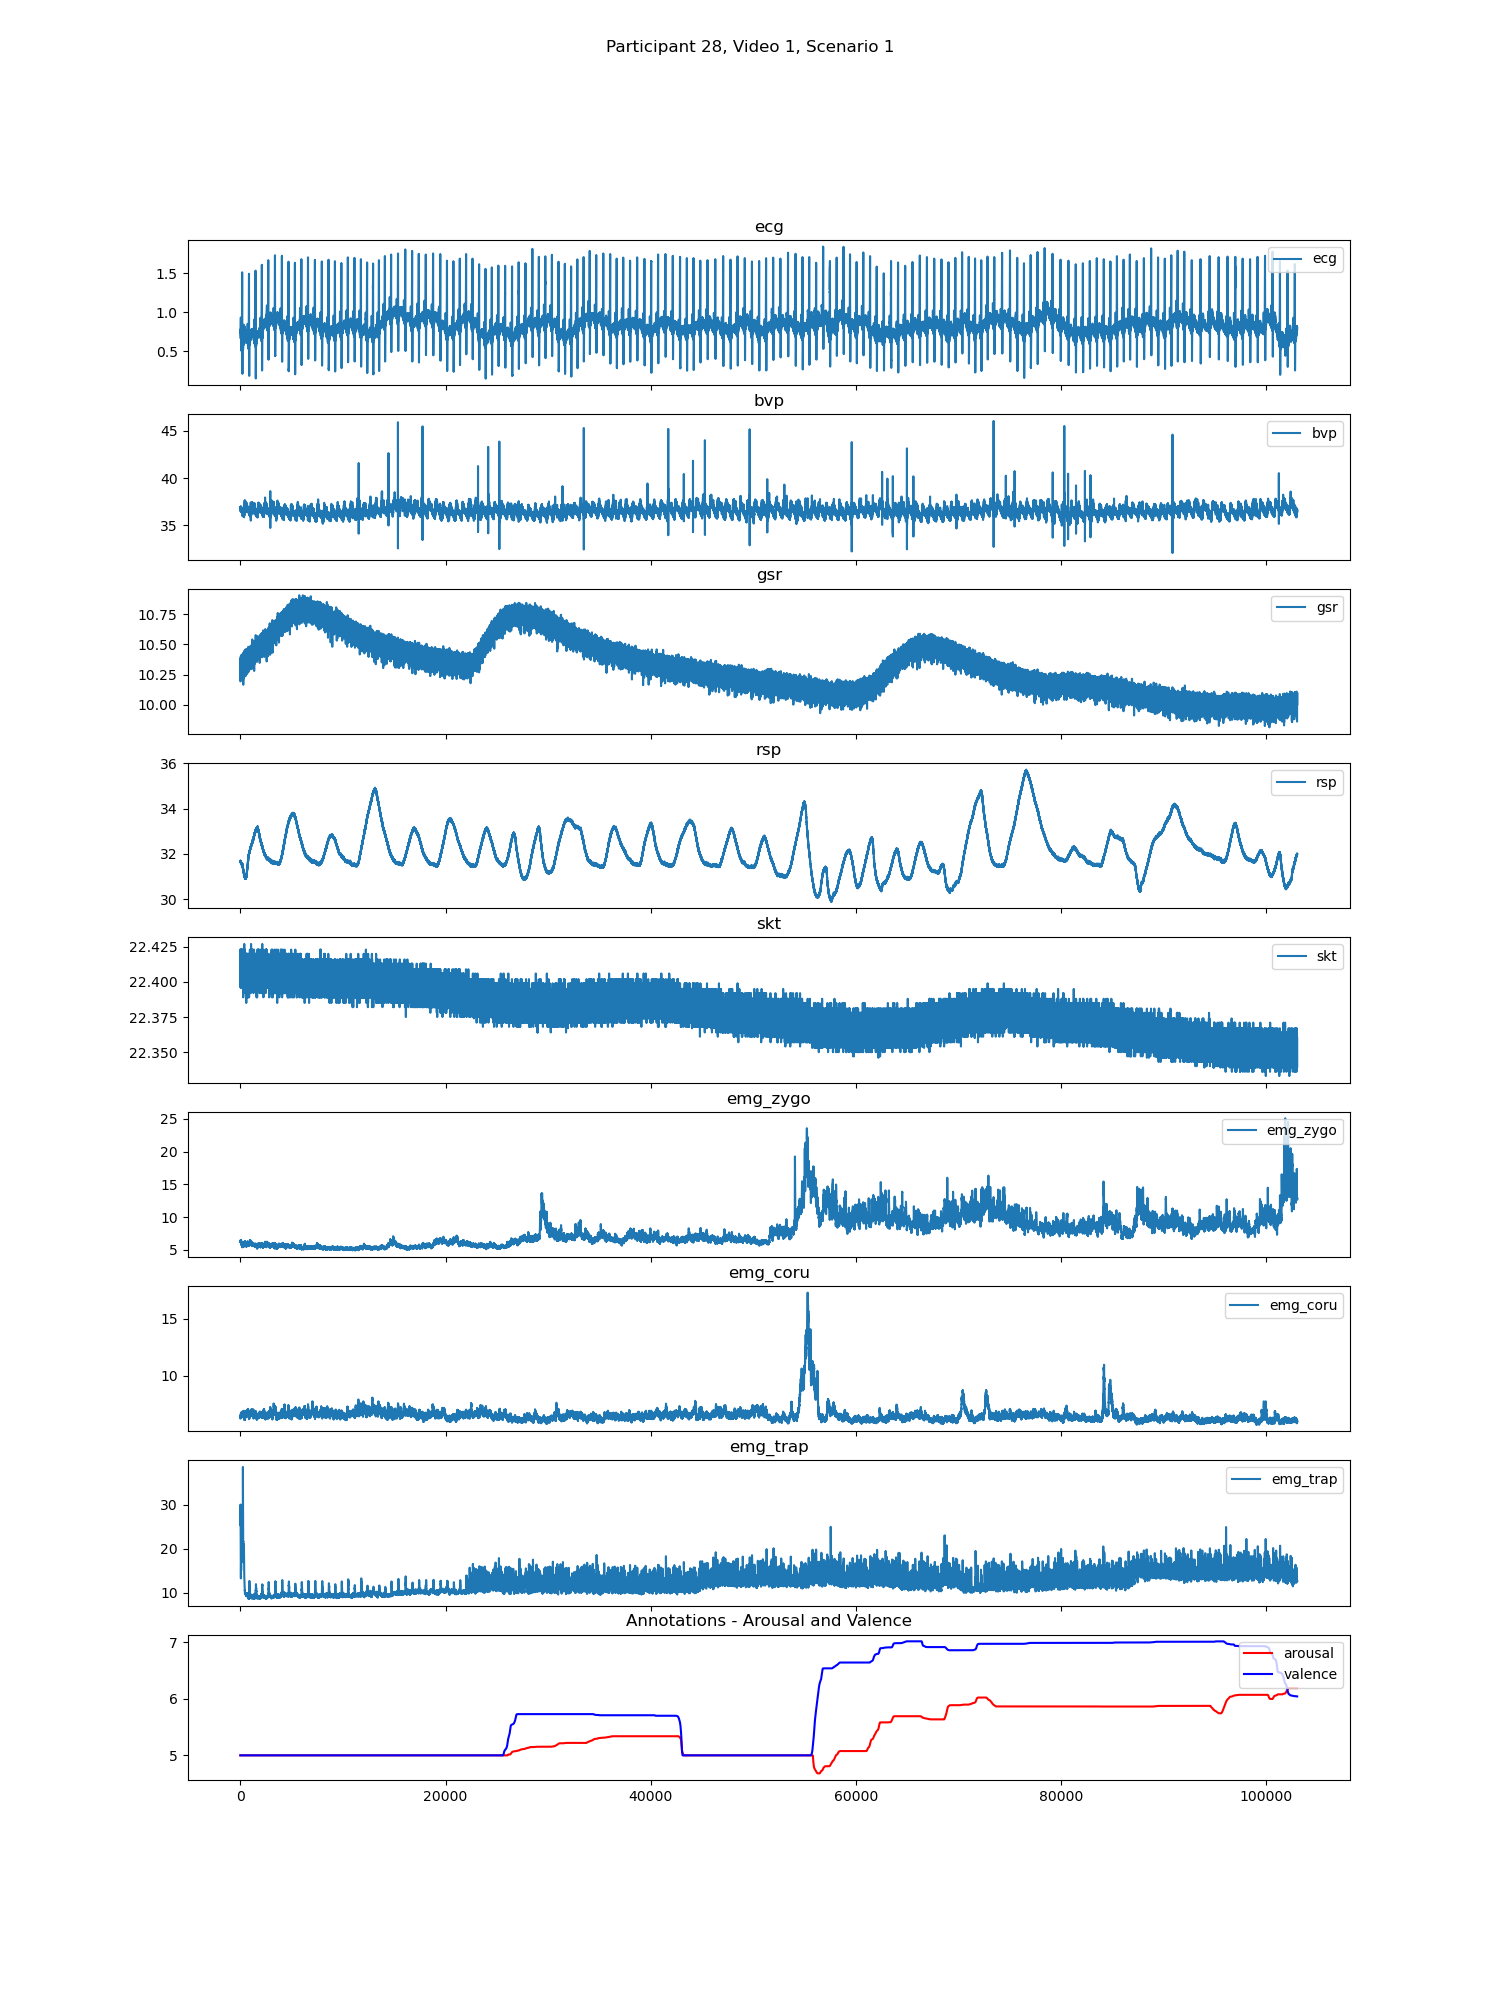 Participant 28, Video 1, Scenario 1
ecg
ecg
1.5
1.0
0.5
bvp
bvp
45
40
35
gsr
gsr
10.75
10.50
10.25
10.00
rsp
rsp
36
34
32
30
skt
skt
22.425
22.400
22.375
22.350
emg_zygo
emg_zygo
25
20
15
10
5
emg_coru
emg_coru
15
10
emg_trap
emg_trap
30
20
10
Annotations - Arousal and Valence
arousal
valence
7
6
5
0 20000 40000 60000 80000 100000